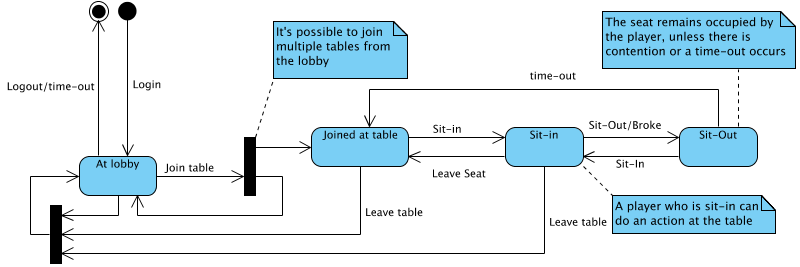 The seat remains occupied by
the player, unless there is
contention or a time-out occurs
It's possible to join
multiple tables from
the lobby
Logout/time-out
Login
time-out
Sit-in
Sit-Out/Broke
Joined at table
Sit-in
Sit-Out
At lobby
Join table
Leave Seat
Sit-In
Leave table
Leave table
A player who is sit-in can
do an action at the table